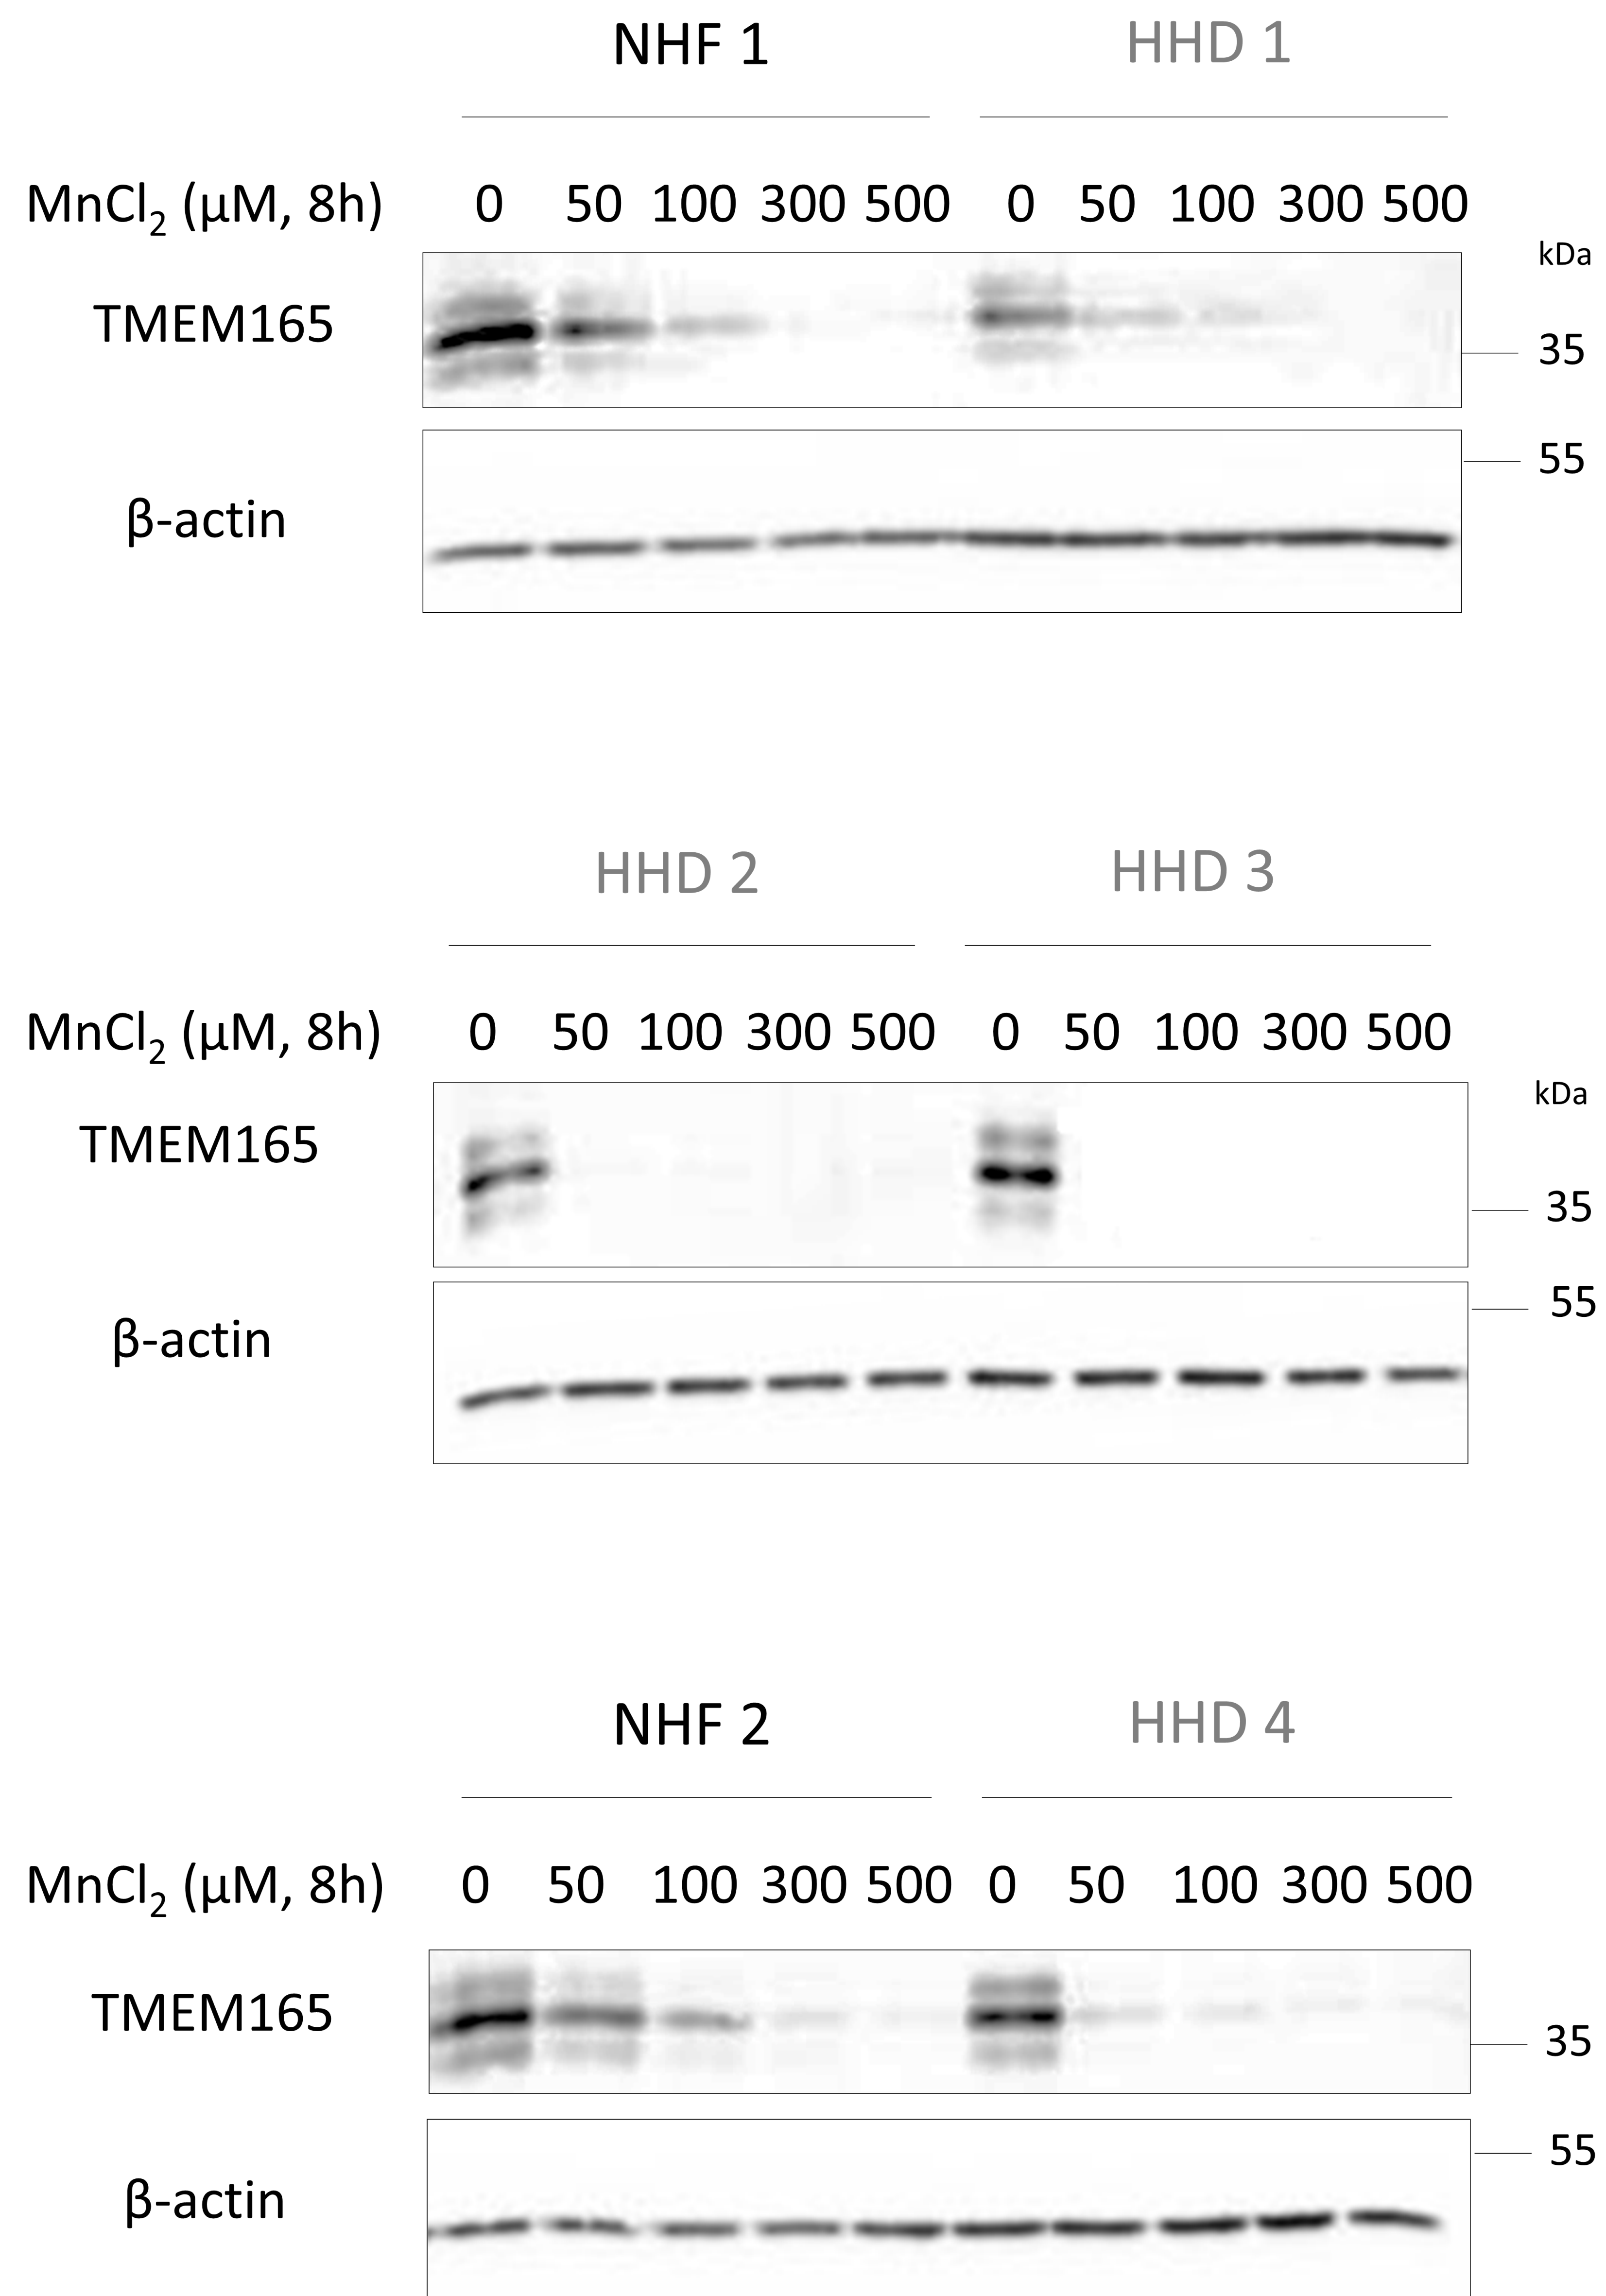 NHF 1 HHD 1
MnCl₂ (µM, 8h) 0 50 100 300 500 0 50 100 300 500
kDa
TMEM165 35
55
β-actin
HHD 2 HHD 3
MnCl₂ (µM, 8h) 0 50 100 300 500 0 50 100 300 500
kDa
TMEM165
35
55
β-actin
NHF 2 HHD 4
MnCl₂ (µM, 8h) 0 50 100 300 500 0 50 100 300 500
TMEM165
35
55
β-actin